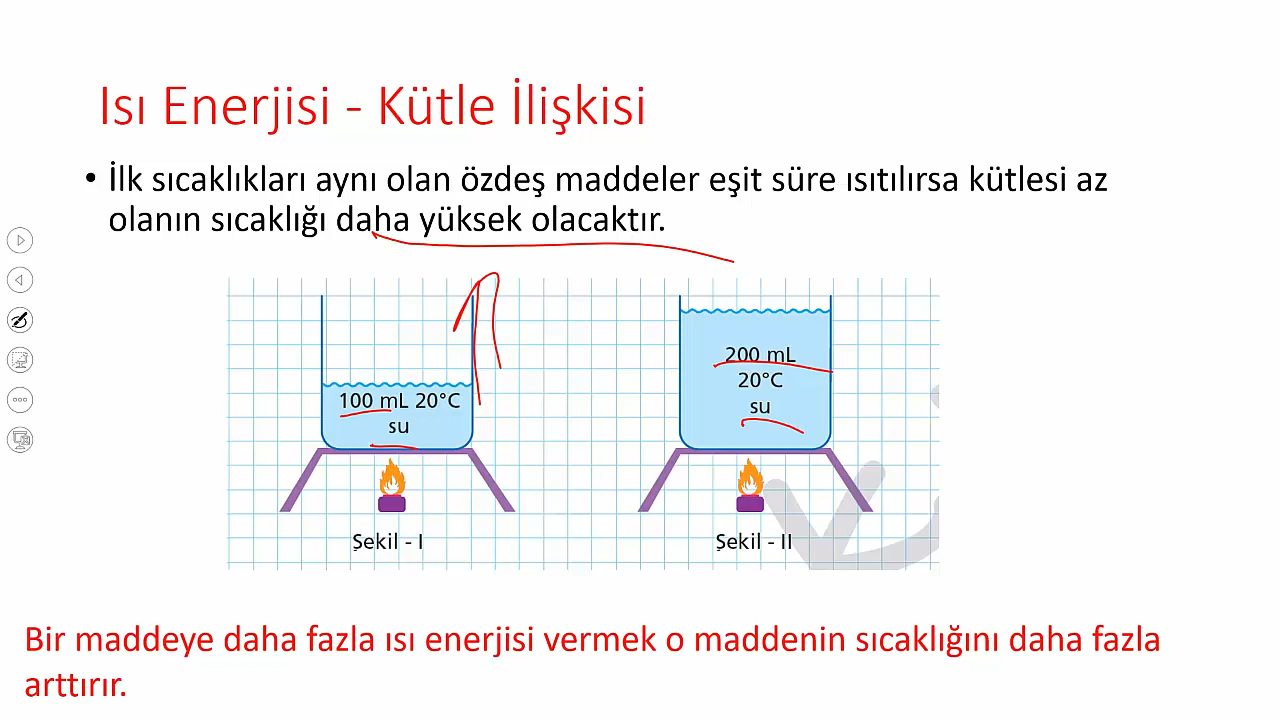 Isı Enerjisi - Kütle İlişkisi
• İlk sıcaklıkları aynı olan özdeş maddeler eşit süre ısıtılırsa kütlesi az
olanın sıcaklığı daha yüksek olacaktır.
100 mL 20°C
su
Şekil - I
200 mL
20°C
su
Şekil - II
Bir maddeye daha fazla ısı enerjisi vermek o maddenin sıcaklığını daha fazla
arttırır.